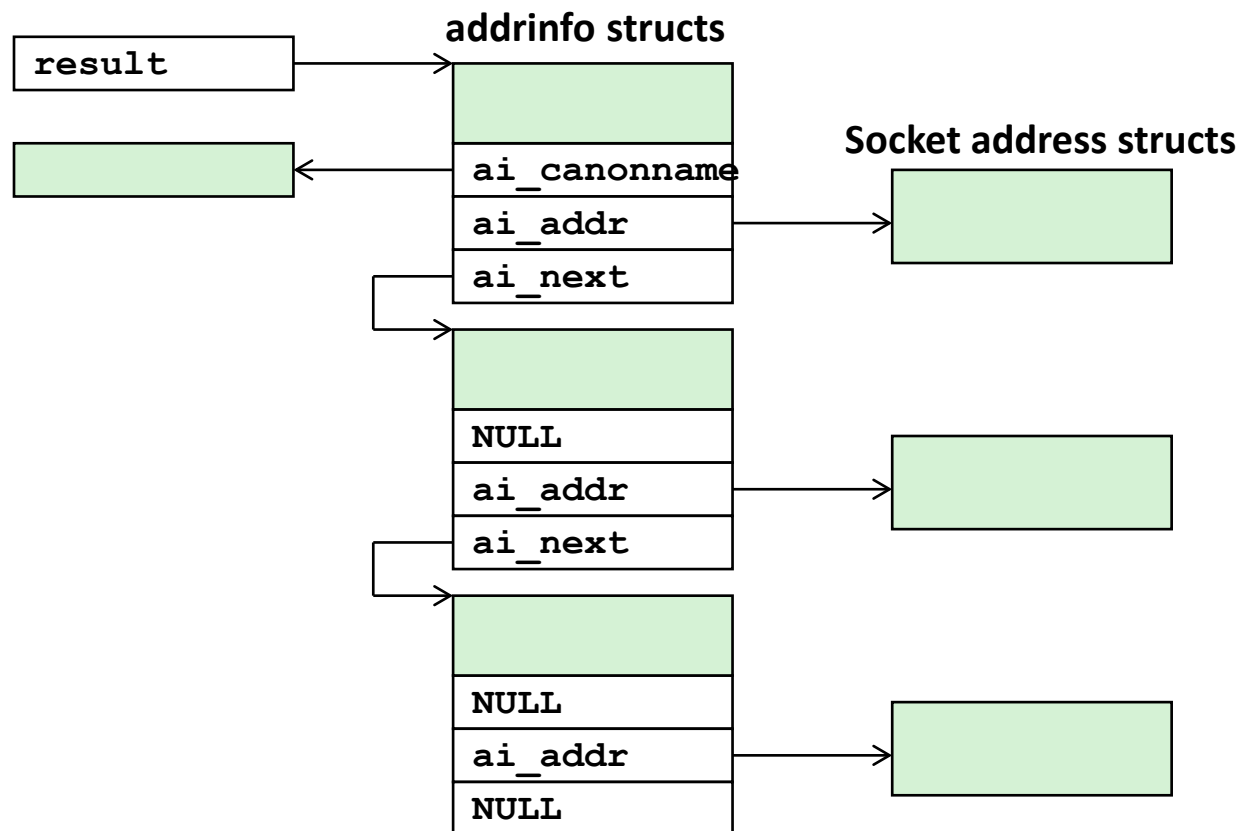 addrinfo structs
result
Socket address structs
ai_canonname
ai_addr
ai_next
NULL
ai_addr
ai_next
NULL
ai_addr
NULL